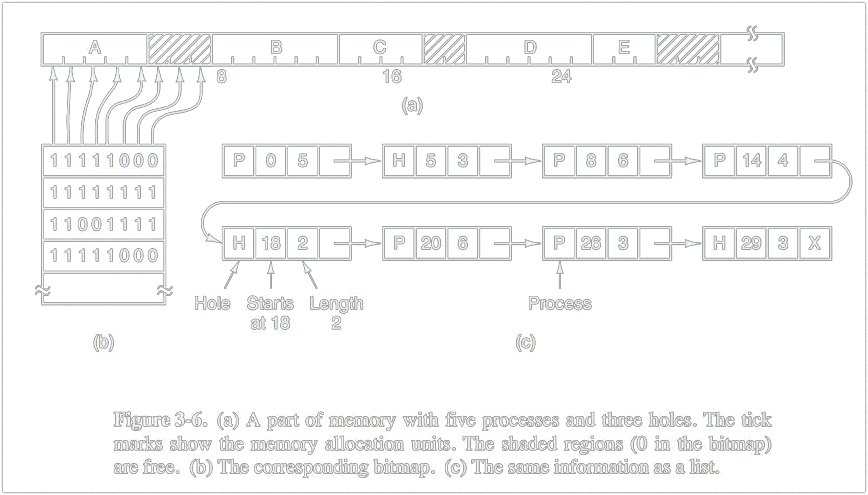 A B C D E
8 16 24
(a)
11111000
11111111
11001111
11111000
(b)
P 0 5 H 5 3 P 8 6 P 14 4
H 18 2 P 20 6 P 26 3 H 29 3 X
Hole Starts Length Process
at 18 2
(c)
Figure 3-6. (a) A part of memory with five processes and three holes. The tick
marks show the memory allocation units. The shaded regions (0 in the bitmap)
are free. (b) The corresponding bitmap. (c) The same information as a list.